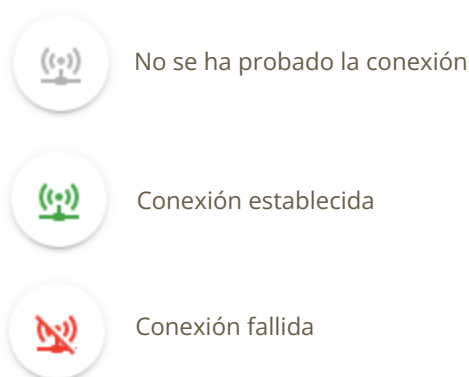 No se ha probado la conexión
Conexión establecida
Conexión fallida